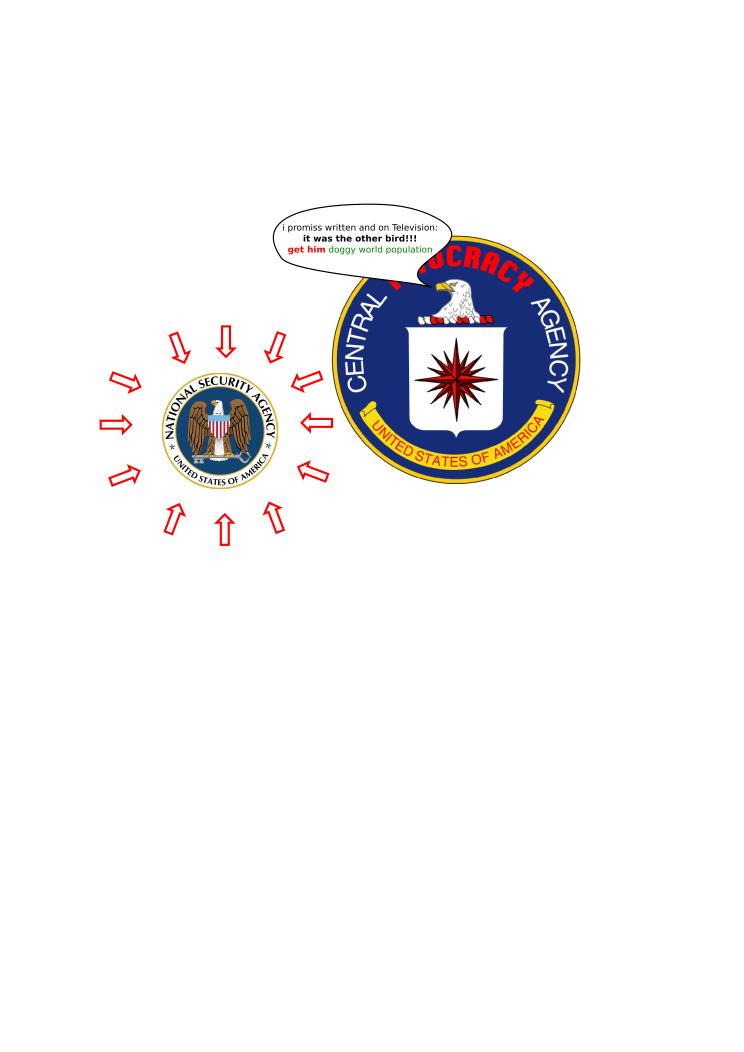 i promiss written and on Television:
it was the other bird!!!
get him doggy world population
CENTRAL AGENCY
UNITED STATES OF AMERICA
NATIONAL SECURITY AGENCY
UNITED STATES OF AMERICA